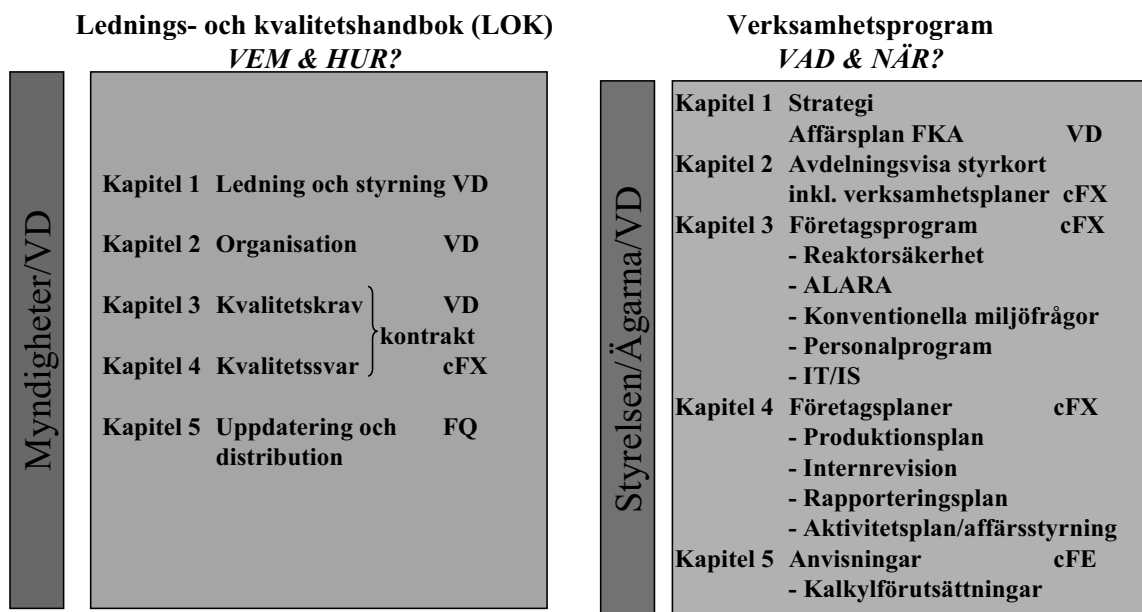 Lednings- och kvalitetshandbok (LOK)
VEM & HUR?
Myndigheter/VD
Kapitel 1 Ledning och styrning VD
Kapitel 2 Organisation VD
Kapitel 3 Kvalitetskrav VD
kontrakt
Kapitel 4 Kvalitetssvar cFX
Kapitel 5 Uppdatering och FQ
distribution
Verksamhetsprogram
VAD & NÄR?
Styrelsen/Ägarna/VD
Kapitel 1 Strategi
Affärsplan FKA VD
Kapitel 2 Avdelningsvisa styrkort
inkl. verksamhetsplaner cFX
Kapitel 3 Företagsprogram cFX
- Reaktorsäkerhet
- ALARA
- Konventionella miljöfrågor
- Personalprogram
- IT/IS
Kapitel 4 Företagsplaner cFX
- Produktionsplan
- Internrevision
- Rapporteringsplan
- Aktivitetsplan/affärsstyrning
Kapitel 5 Anvisningar cFE
- Kalkylförutsättningar